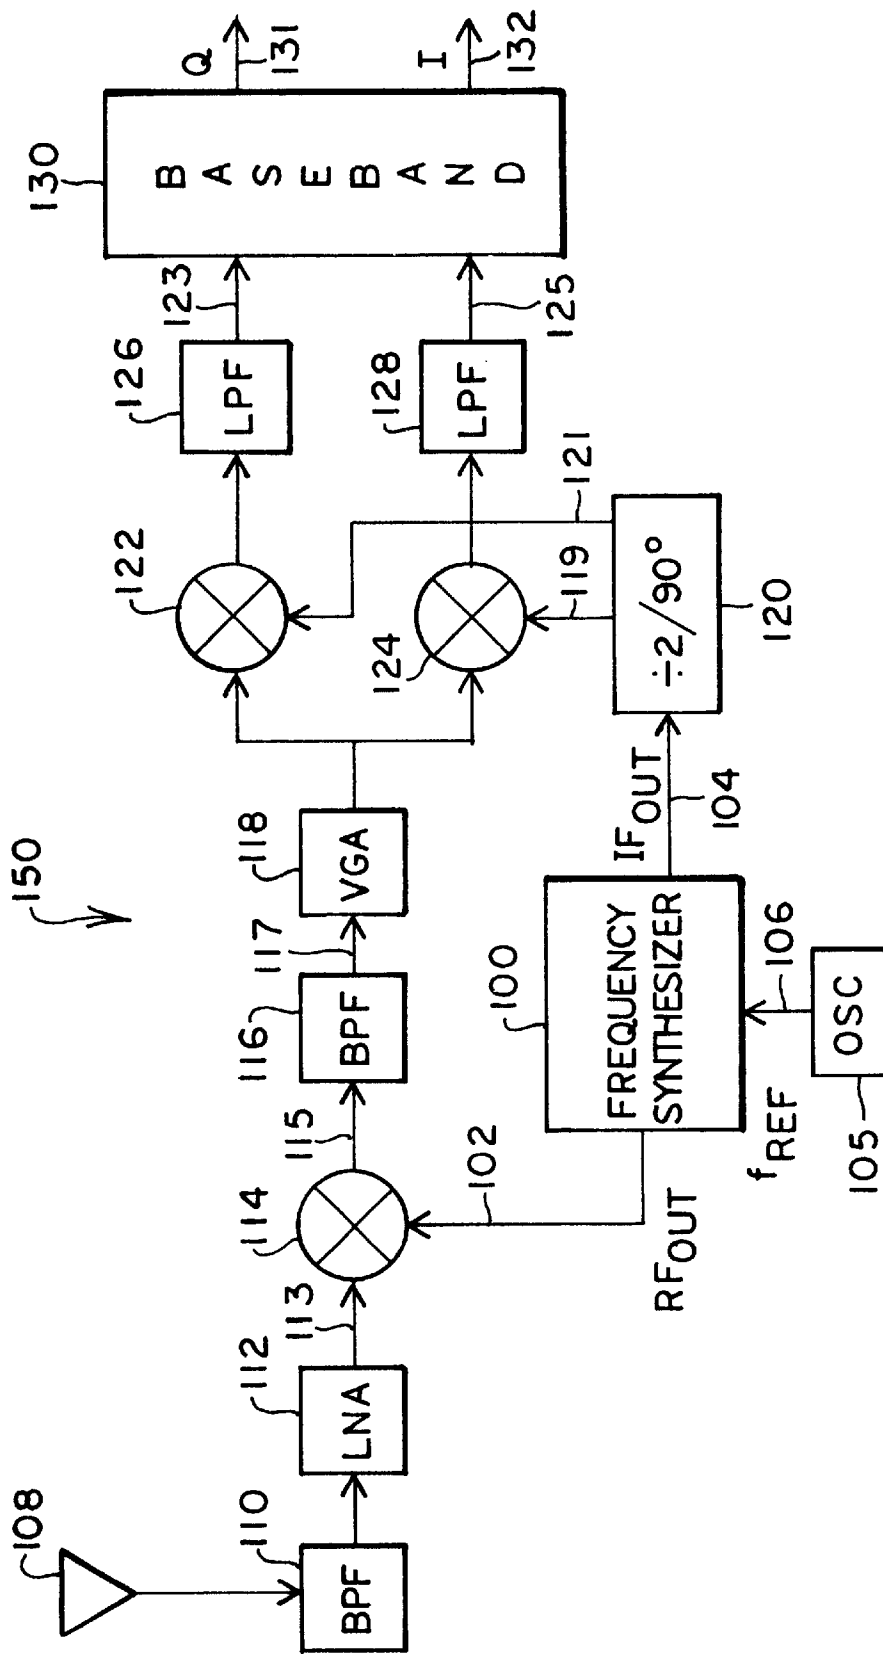 150
108
110
BPF
112
LNA
113
114
115
116
BPF
117
118
VGA
122
124
126
LPF
128
LPF
123
125
130
BASEBAND
Q
131
I
132
102
RFOUT
100
FREQUENCY
SYNTHESIZER
IFOUT
104
÷2/90°
120
119
121
fREF
106
OSC
105